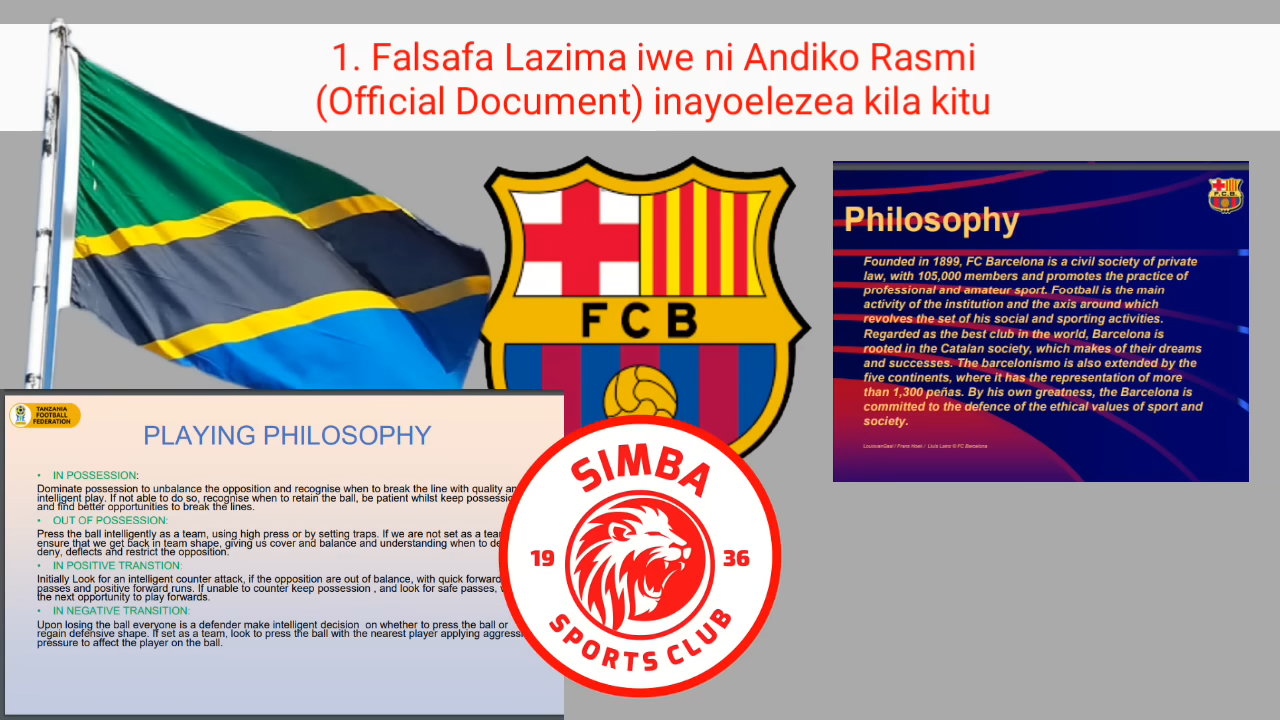 1. Falsafa Lazima iwe ni Andiko Rasmi
(Official Document) inayoelezea kila kitu
FCB
FCB
Philosophy
Founded in 1899, FC Barcelona is a civil society of private
law, with 105,000 members and promotes the practice of
professional and amateur sport. Football is the main
activity of the institution and the axis around which
revolves the set of his social and sporting activities.
Regarded as the best club in the world, Barcelona is
rooted in the Catalan society, which makes of their dreams
and successes. The barcelonismo is also extended by the
five continents, where it has the representation of more
than 1,300 peñas. By his own greatness, the Barcelona is
committed to the defence of the ethical values of sport and
society.
TANZANIA
FOOTBALL
FEDERATION
PLAYING PHILOSOPHY
• IN POSSESSION:
Dominate possession to unbalance the opposition and recognise when to break the line with quality
intelligent play. If not able to do so, recognise when to retain the ball, be patient whilst keep
and find better opportunities to break the lines.
• OUT OF POSSESSION:
Press the ball intelligently as a team, using high press or by setting traps. If we are not set as a
ensure that we get back in team shape, giving us cover and balance and understanding when to
deny, deflects and restrict the opposition.
• IN POSITIVE TRANSTION:
Initially Look for an intelligent counter attack, if the opposition are out of balance, with quick
passes and positive forward runs. If unable to counter keep possession , and look for safe passes,
the next opportunity to play forwards.
• IN NEGATIVE TRANSITION:
Upon losing the ball everyone is a defender make intelligent decision on whether to press the ball or
regain defensive shape. If set as a team, look to press the ball with the nearest player applying
pressure to affect the player on the ball.
SIMBA
19 36
SPORTS CLUB